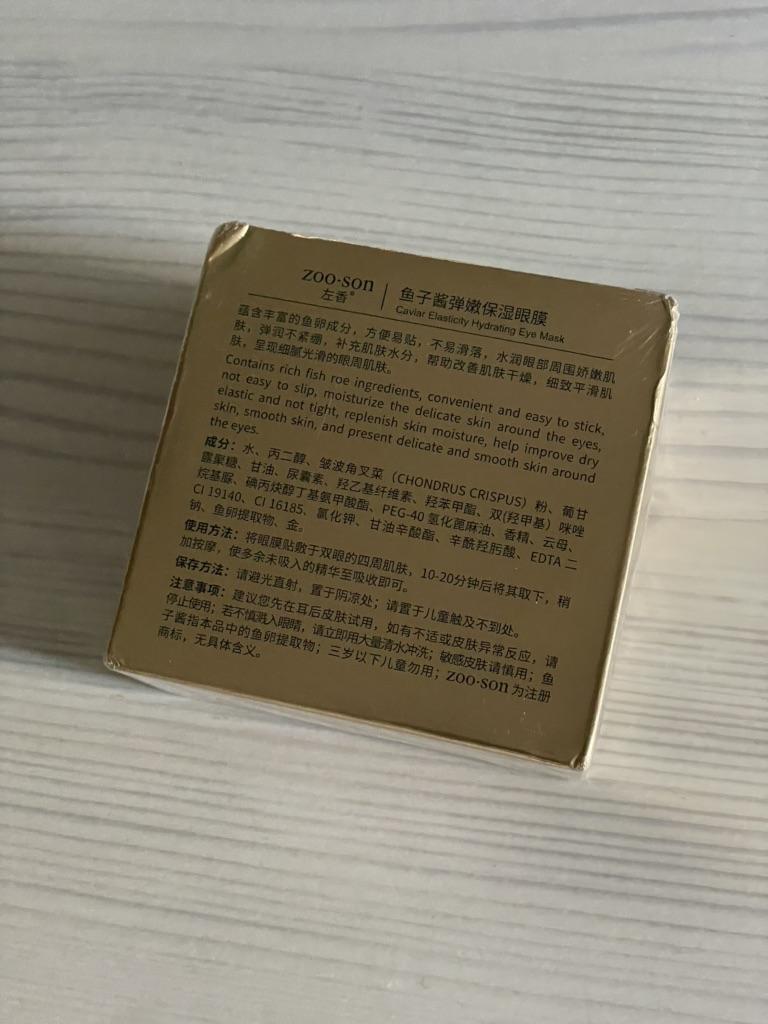 zoo·son
左香®
鱼子酱弹嫩保湿眼膜
Caviar Elasticity Hydrating Eye Mask
蕴含丰富的鱼卵成分，方便易贴，不易滑落，水润眼部周围娇嫩肌
肤，弹润不紧绷，补充肌肤水分，帮助改善肌肤干燥，细致平滑肌
肤，呈现细腻光滑的眼周肌肤。
Contains rich fish roe ingredients, convenient and easy to stick,
not easy to slip, moisturize the delicate skin around the eyes,
elastic and not tight, replenish skin moisture, help improve dry
skin, smooth skin, and present delicate and smooth skin around
the eyes.
成分：水、丙二醇、皱波角叉菜（CHONDRUS CRISPUS）粉、葡甘
露聚糖、甘油、尿囊素、羟乙基纤维素、羟苯甲酯、双(羟甲基）咪唑
烷基脲、碘丙炔醇丁基氨甲酸酯、PEG-40 氢化蓖麻油、香精、云母、
CI 19140、CI 16185、氯化钾、甘油辛酸酯、辛酰羟肟酸、EDTA 二
钠、鱼卵提取物、金。
使用方法：将眼膜贴敷于双眼的四周肌肤，10-20分钟后将其取下，稍
加按摩，使多余未吸入的精华至吸收即可。
保存方法：请避光直射，置于阴凉处；请置于儿童触及不到处。
注意事项：建议您先在耳后皮肤试用，如有不适或皮肤异常反应，请
停止使用；若不慎溅入眼睛，请立即用大量清水冲洗；敏感皮肤请慎用；鱼
子酱指本品中的鱼卵提取物；三岁以下儿童勿用；zoo·son 为注册
商标，无具体含义。